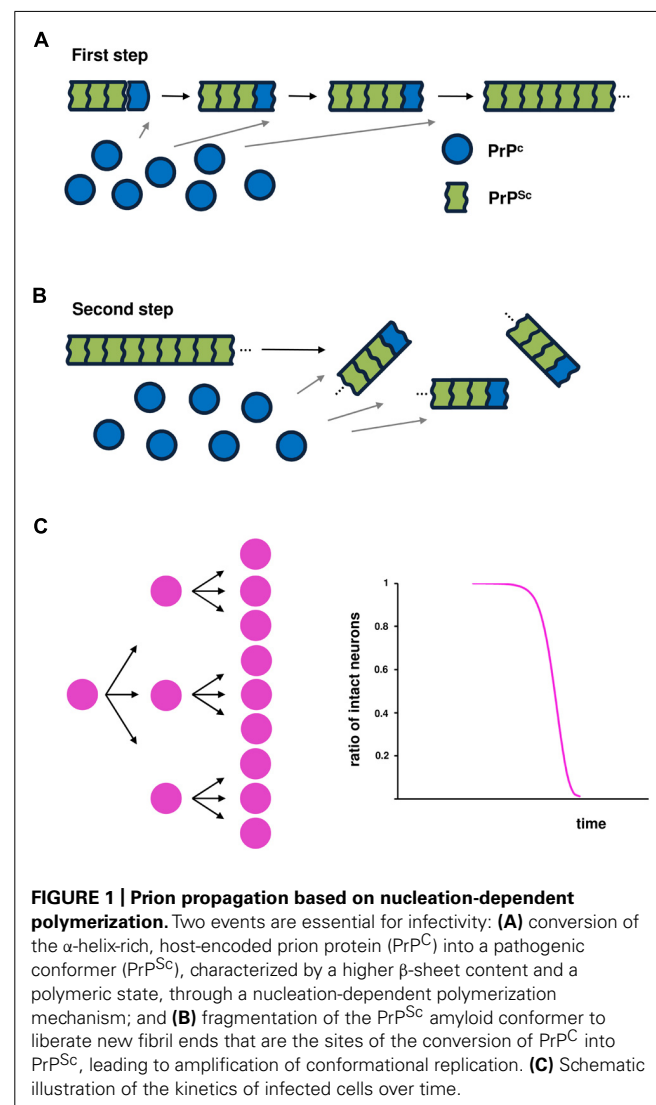 A
First step
...
PrPᶜ
PrPSc
B
Second step
...
...
...
...
C
1
0.8
0.6
0.4
0.2
ratio of intact neurons
time
FIGURE 1 | Prion propagation based on nucleation-dependent
polymerization. Two events are essential for infectivity: (A) conversion of
the α-helix-rich, host-encoded prion protein (PrPC) into a pathogenic
conformer (PrPSc), characterized by a higher β-sheet content and a
polymeric state, through a nucleation-dependent polymerization
mechanism; and (B) fragmentation of the PrPSc amyloid conformer to
liberate new fibril ends that are the sites of the conversion of PrPC into
PrPSc, leading to amplification of conformational replication. (C) Schematic
illustration of the kinetics of infected cells over time.